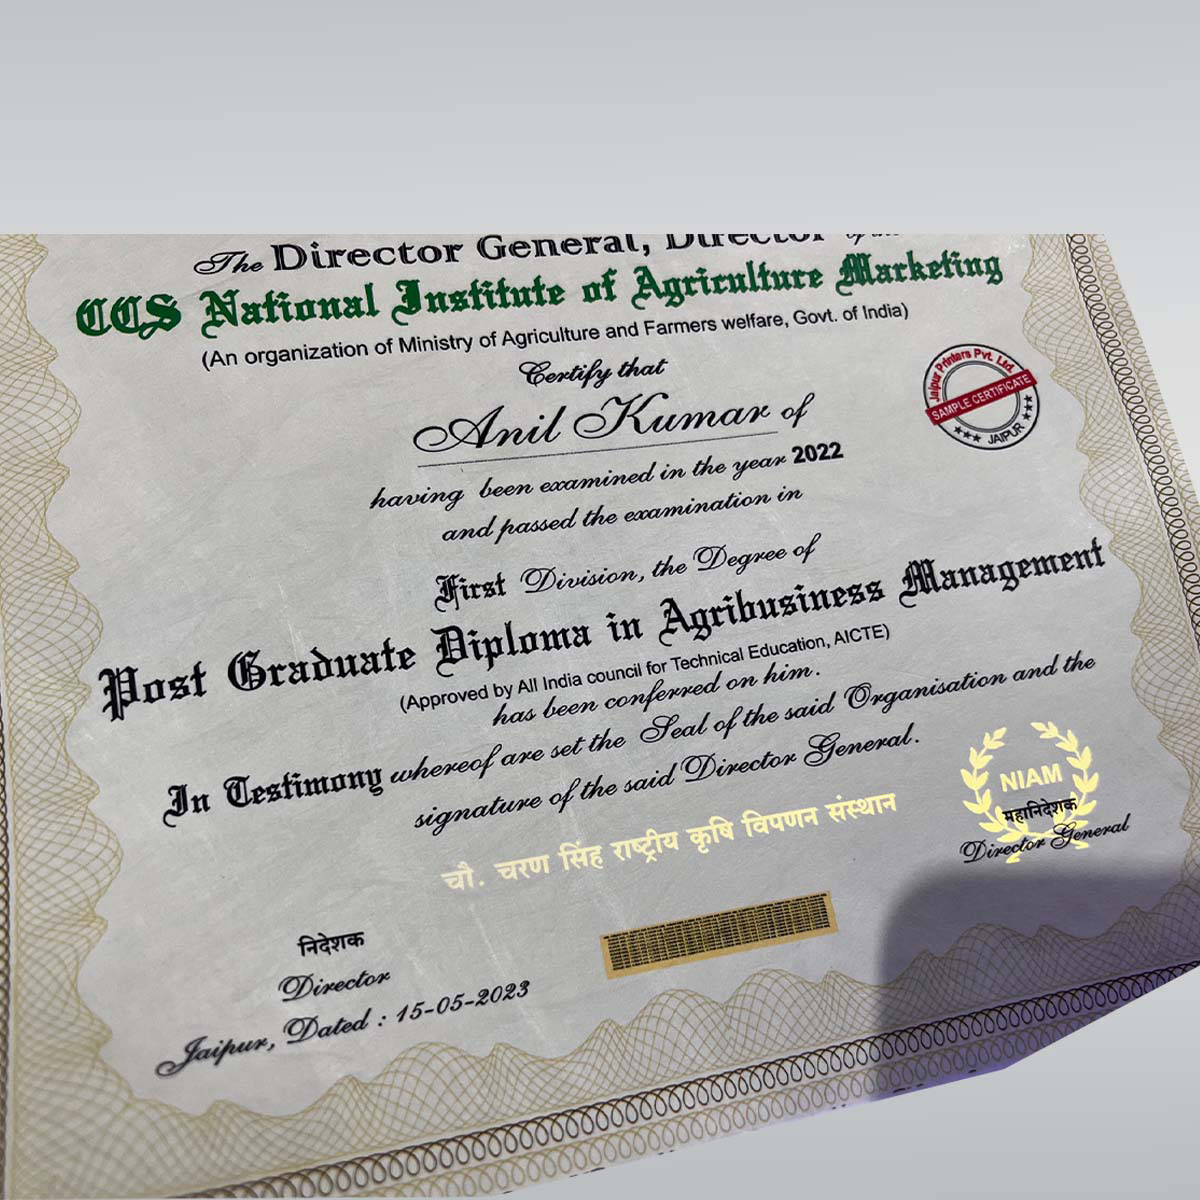 The Director General, Director of the
CCS National Institute of Agriculture Marketing
(An organization of Ministry of Agriculture and Farmers welfare, Govt. of India)
Certify that
Anil Kumar of
having been examined in the year 2022
and passed the examination in
First Division, the Degree of
Post Graduate Diploma in Agribusiness Management
(Approved by All India council for Technical Education, AICTE)
has been conferred on him.
In Testimony whereof are set the Seal of the said Organisation and the
signature of the said Director General.
चौ. चरण सिंह राष्ट्रीय कृषि विपणन संस्थान
Jaipur Printers Pvt. Ltd.
SAMPLE CERTIFICATE
JAIPUR
NIAM
महानिदेशक
Director General
निदेशक
Director
Jaipur, Dated : 15-05-2023